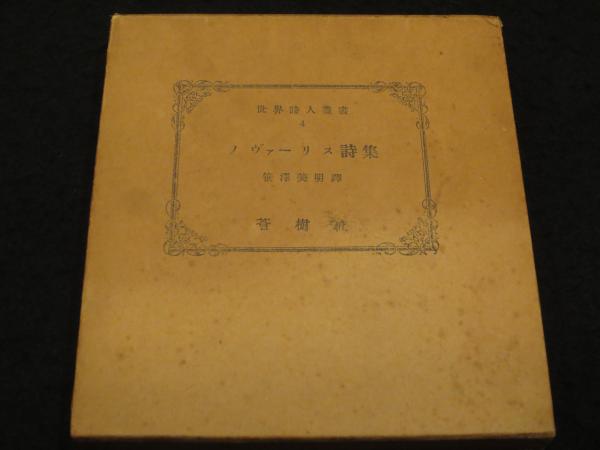 世界詩人叢書
4
ノヴァーリス詩集
笹澤美明譯
蒼樹社